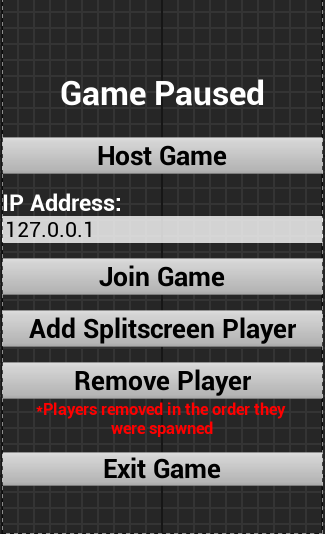 Game Paused
Host Game
IP Address:
127.0.0.1
Join Game
Add Splitscreen Player
Remove Player
*Players removed in the order they
were spawned
Exit Game